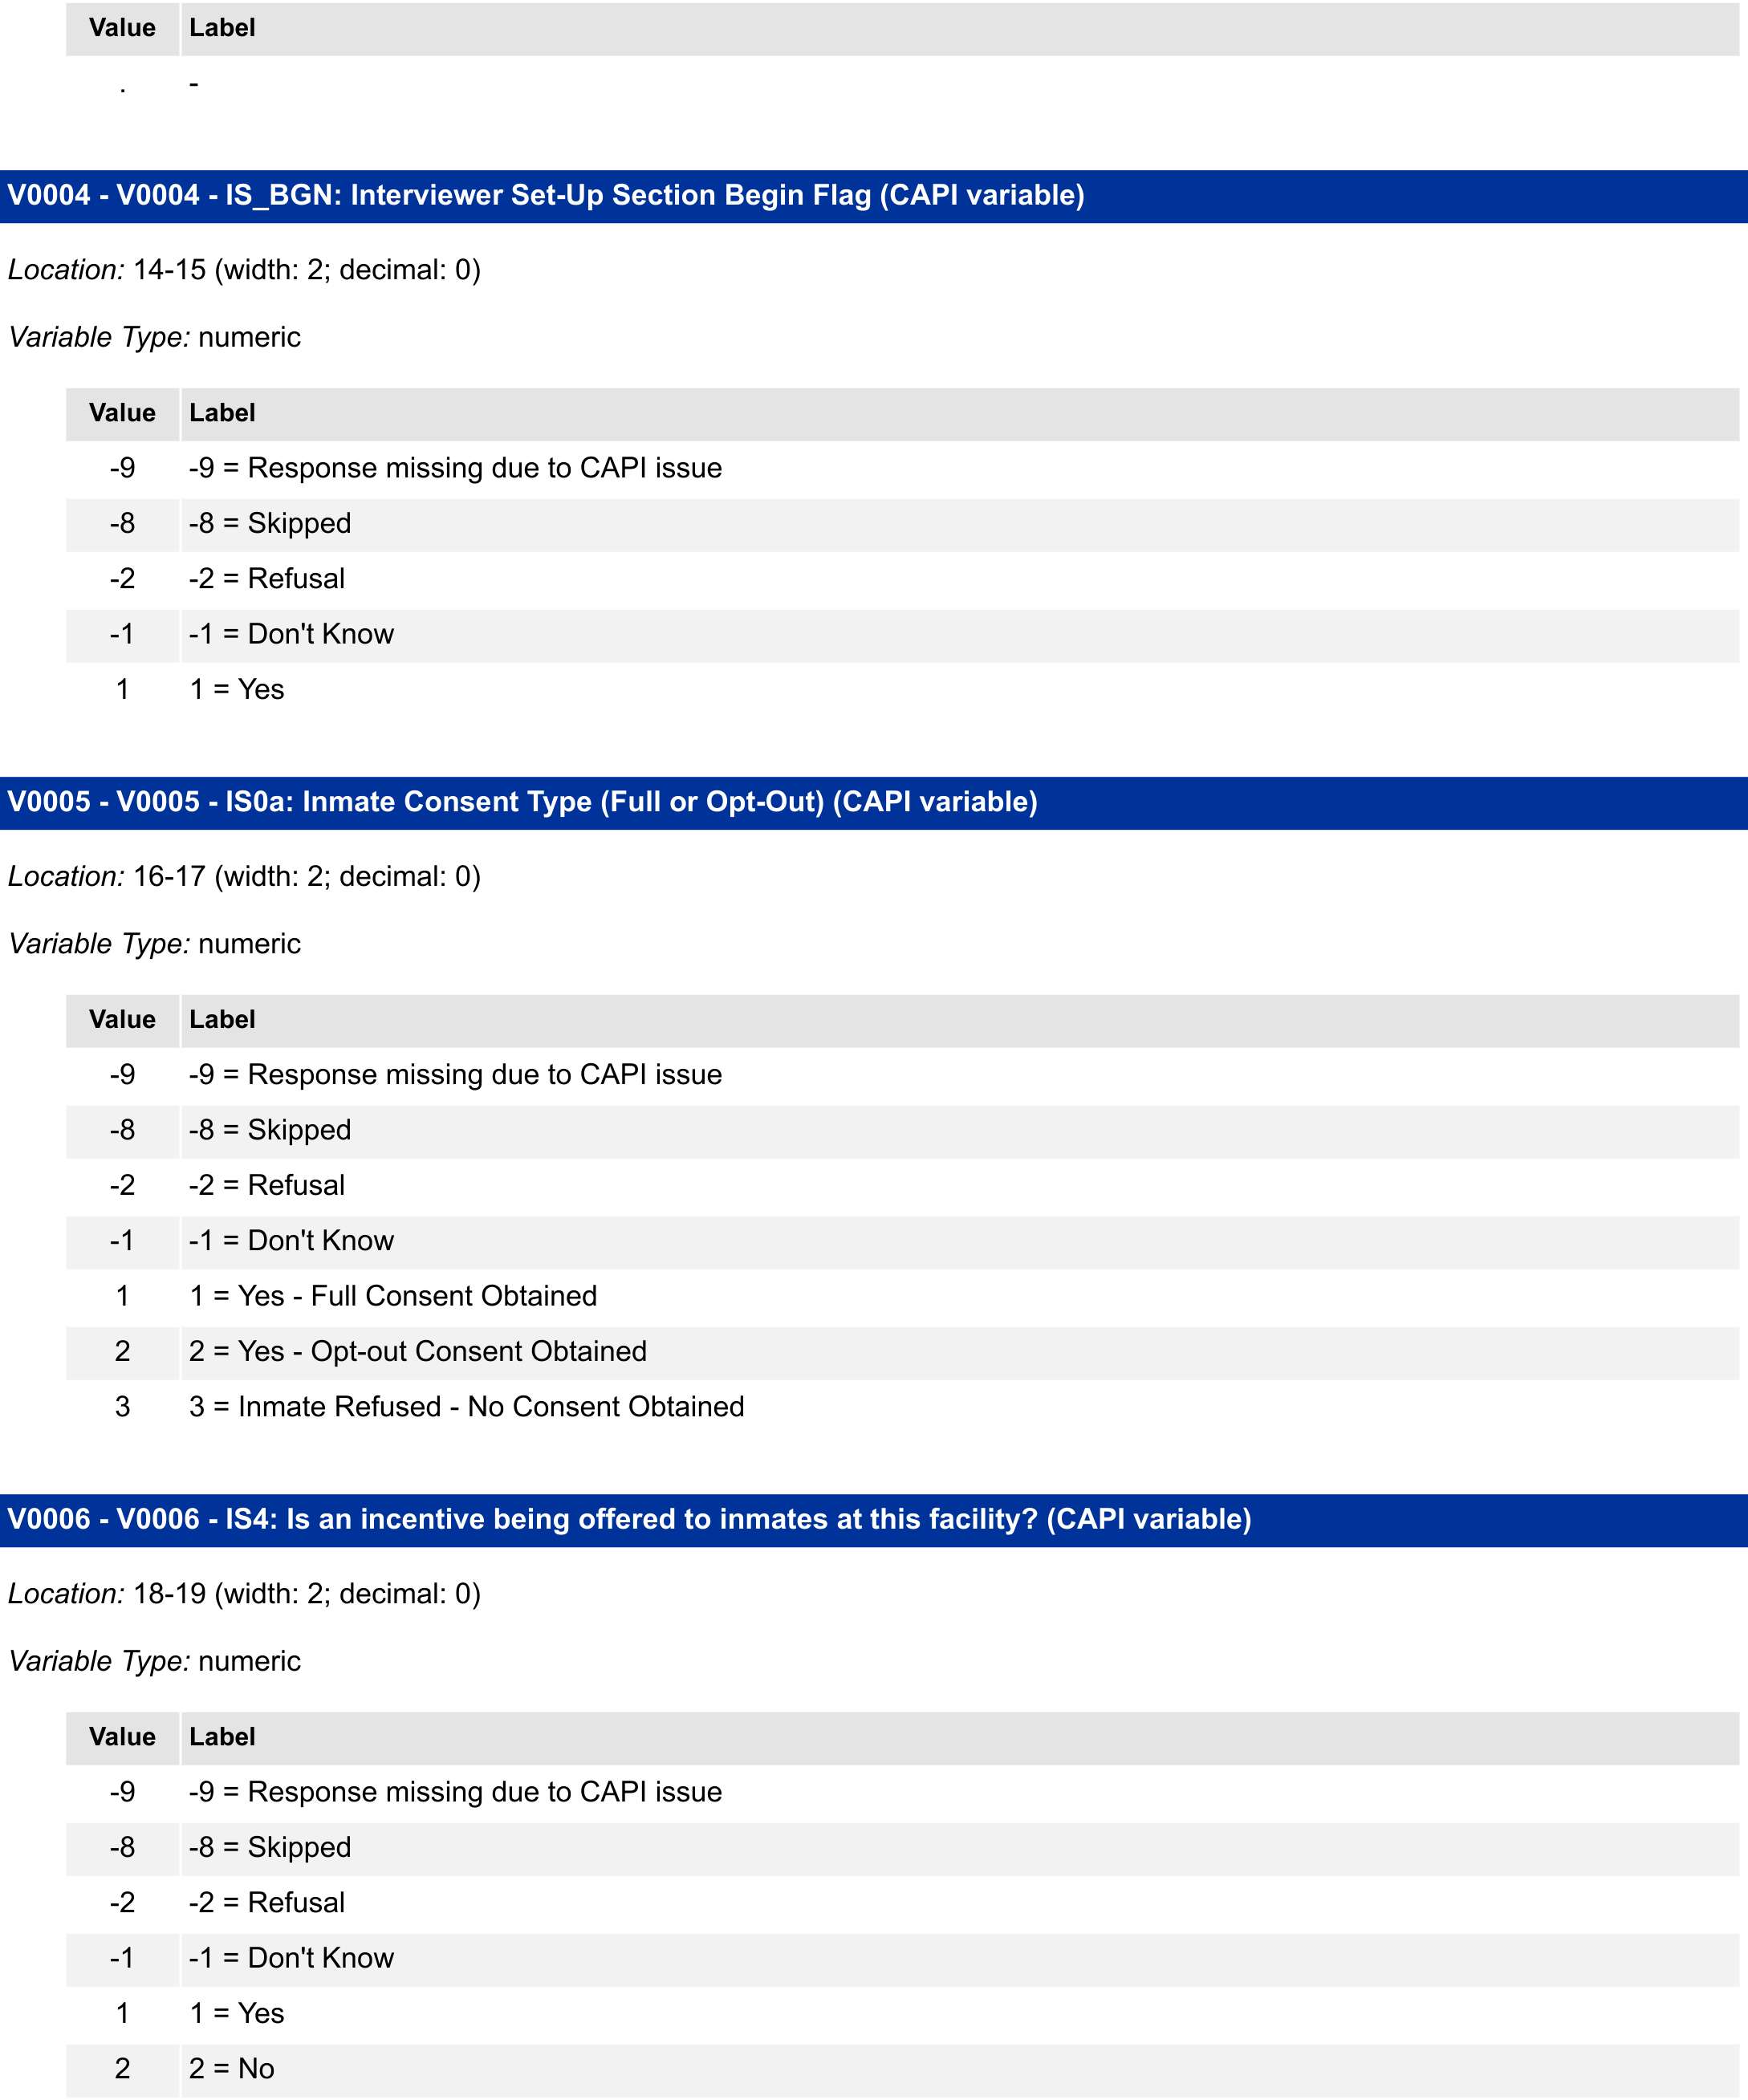 Value Label
. -
V0004 - V0004 - IS_BGN: Interviewer Set-Up Section Begin Flag (CAPI variable)
Location: 14-15 (width: 2; decimal: 0)
Variable Type: numeric
Value Label
-9 -9 = Response missing due to CAPI issue
-8 -8 = Skipped
-2 -2 = Refusal
-1 -1 = Don't Know
1 1 = Yes
V0005 - V0005 - IS0a: Inmate Consent Type (Full or Opt-Out) (CAPI variable)
Location: 16-17 (width: 2; decimal: 0)
Variable Type: numeric
Value Label
-9 -9 = Response missing due to CAPI issue
-8 -8 = Skipped
-2 -2 = Refusal
-1 -1 = Don't Know
1 1 = Yes - Full Consent Obtained
2 2 = Yes - Opt-out Consent Obtained
3 3 = Inmate Refused - No Consent Obtained
V0006 - V0006 - IS4: Is an incentive being offered to inmates at this facility? (CAPI variable)
Location: 18-19 (width: 2; decimal: 0)
Variable Type: numeric
Value Label
-9 -9 = Response missing due to CAPI issue
-8 -8 = Skipped
-2 -2 = Refusal
-1 -1 = Don't Know
1 1 = Yes
2 2 = No